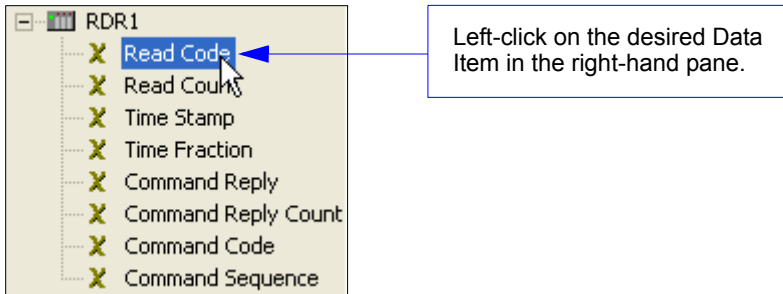 RDR1
Read Code
Read Count
Time Stamp
Time Fraction
Command Reply
Command Reply Count
Command Code
Command Sequence
Left-click on the desired Data
Item in the right-hand pane.